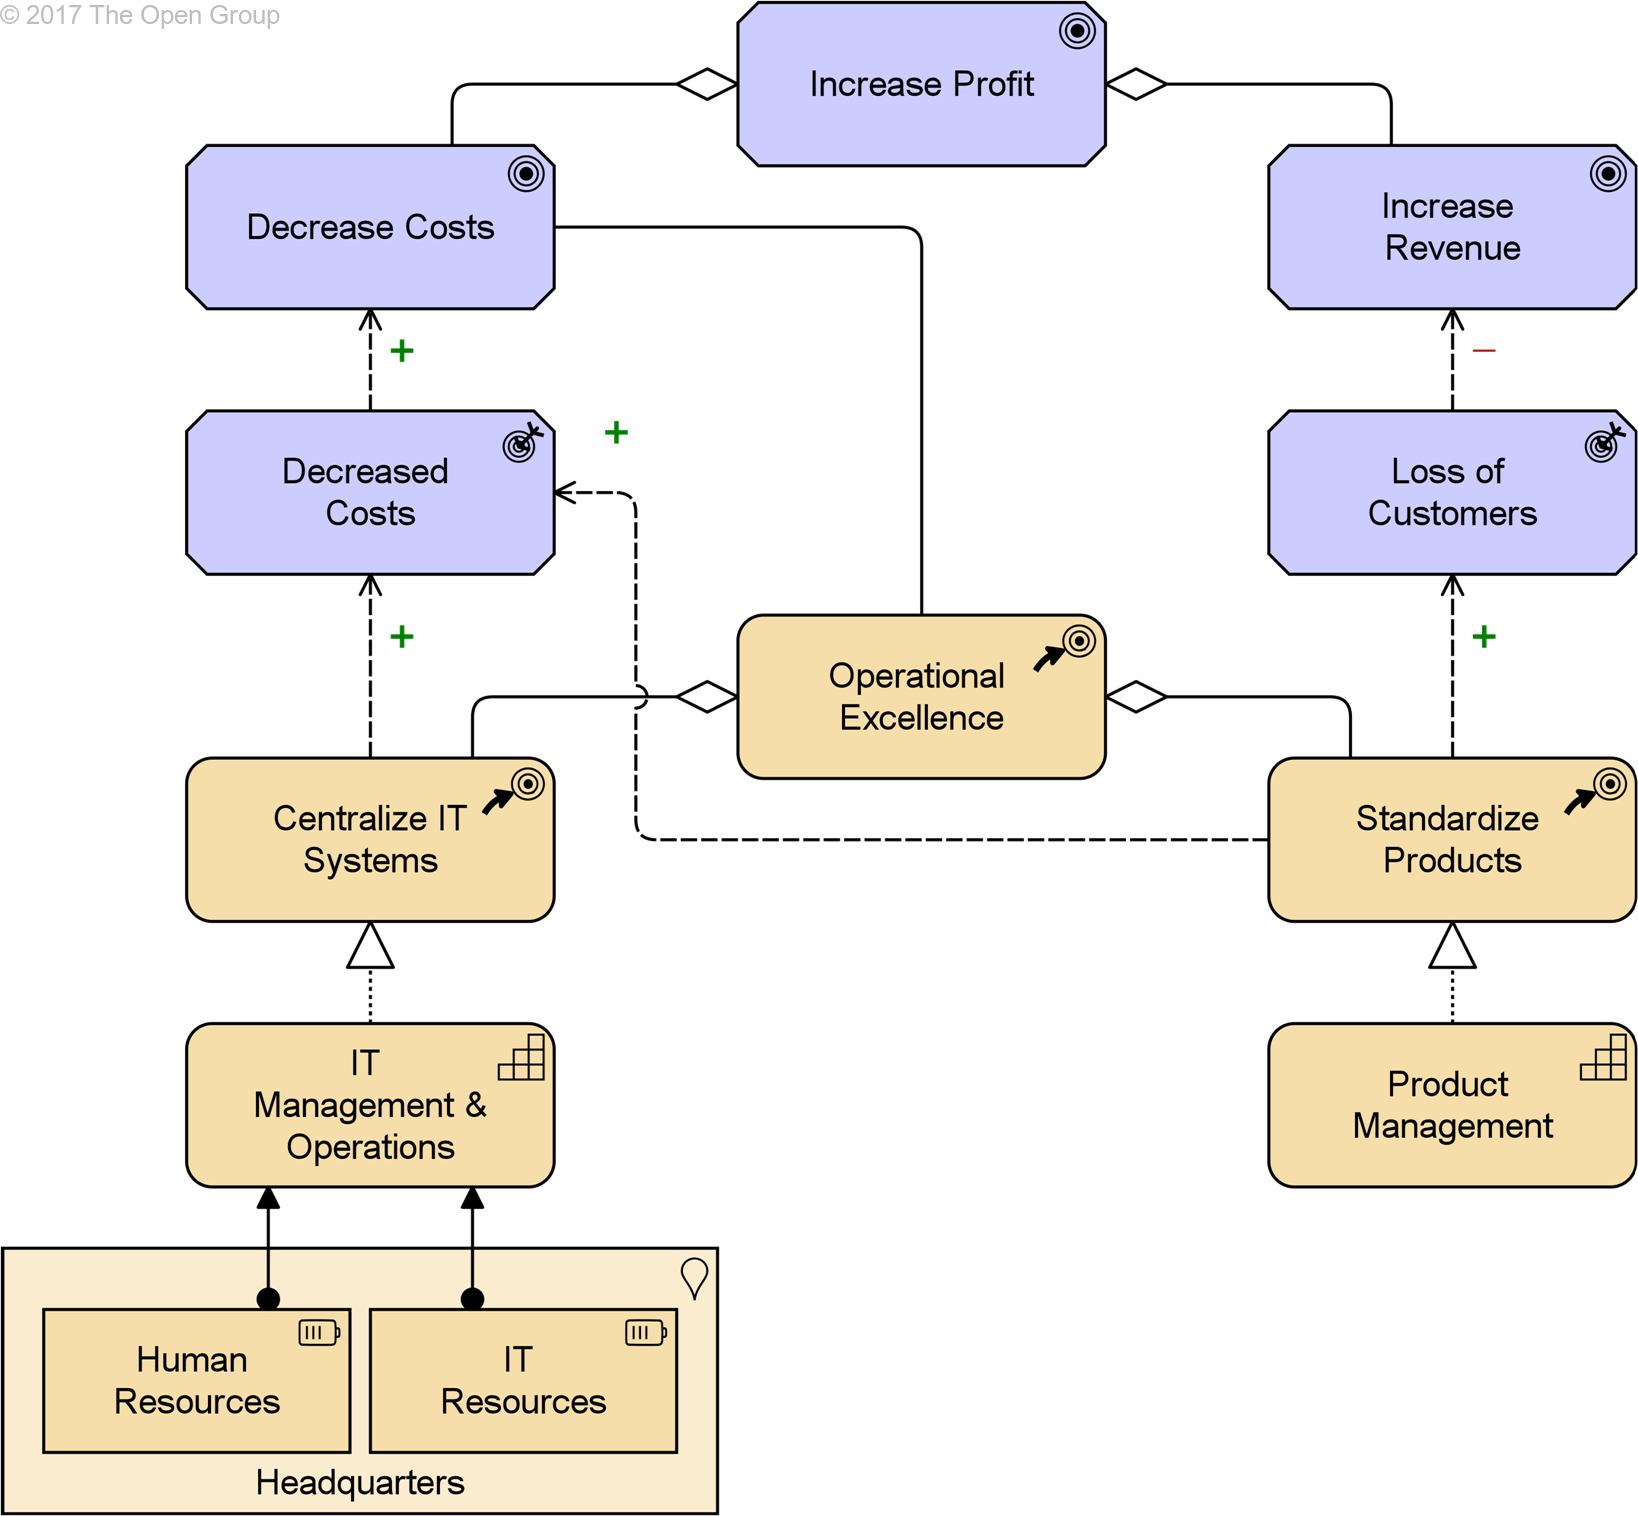 © 2017 The Open Group
Increase Profit
Decrease Costs
Increase
Revenue
+
–
Decreased
Costs
+
Loss of
Customers
+
+
Operational
Excellence
Centralize IT
Systems
Standardize
Products
IT
Management &
Operations
Product
Management
Human
Resources
IT
Resources
Headquarters